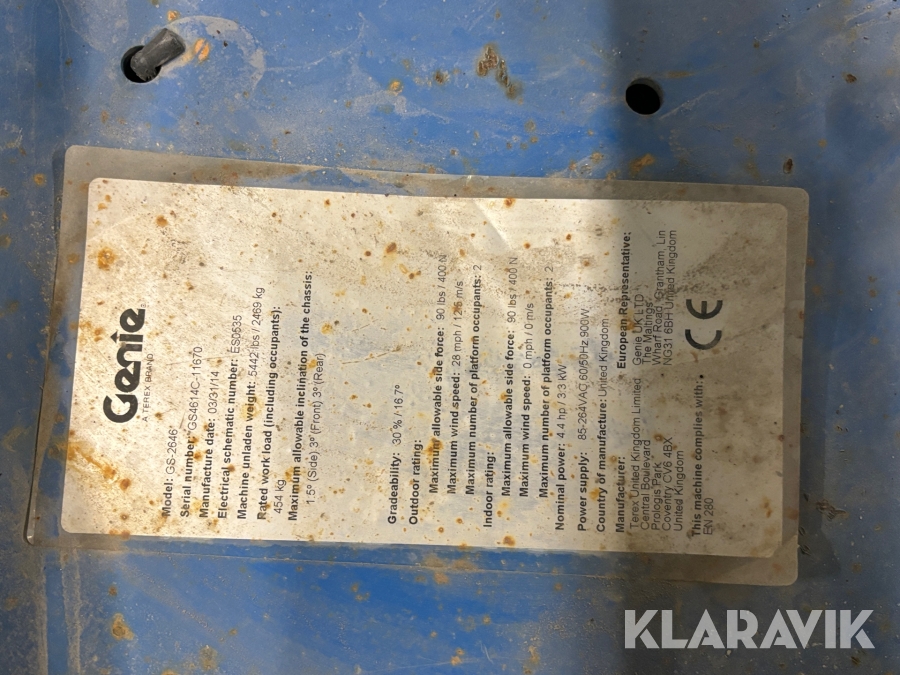 Genie
A TEREX BRAND
Model: GS-2646
Serial number: GS4614C-11670
Manufacture date: 03/31/14
Electrical schematic number: ES0535
Machine unladen weight: 5442 lbs / 2469 kg
Rated work load (including occupants):
454 kg
Maximum allowable inclination of the chassis:
1.5º (Side) 3º (Front) 3º (Rear)
Gradeability: 30 % / 16.7º
Outdoor rating:
Maximum allowable side force: 90 lbs / 400 N
Maximum wind speed: 28 mph / 12.5 m/s
Maximum number of platform occupants: 2
Indoor rating:
Maximum allowable side force: 90 lbs / 400 N
Maximum wind speed: 0 mph / 0 m/s
Maximum number of platform occupants: 2
Nominal power: 4.4 hp / 3.3 kW
Power supply: 85-264VAC,60/50Hz,900W
Country of manufacture: United Kingdom
Manufacturer:
Terex United Kingdom Limited
Central Boulevard
Prologis Park
Coventry CV6 4BX
United Kingdom
European Representative:
Genie UK LTD
The Maltings
Wharf Road, Grantham, Lin
NG31 6BH United Kingdom
This machine complies with:
EN 280
CE
KLARAVIK